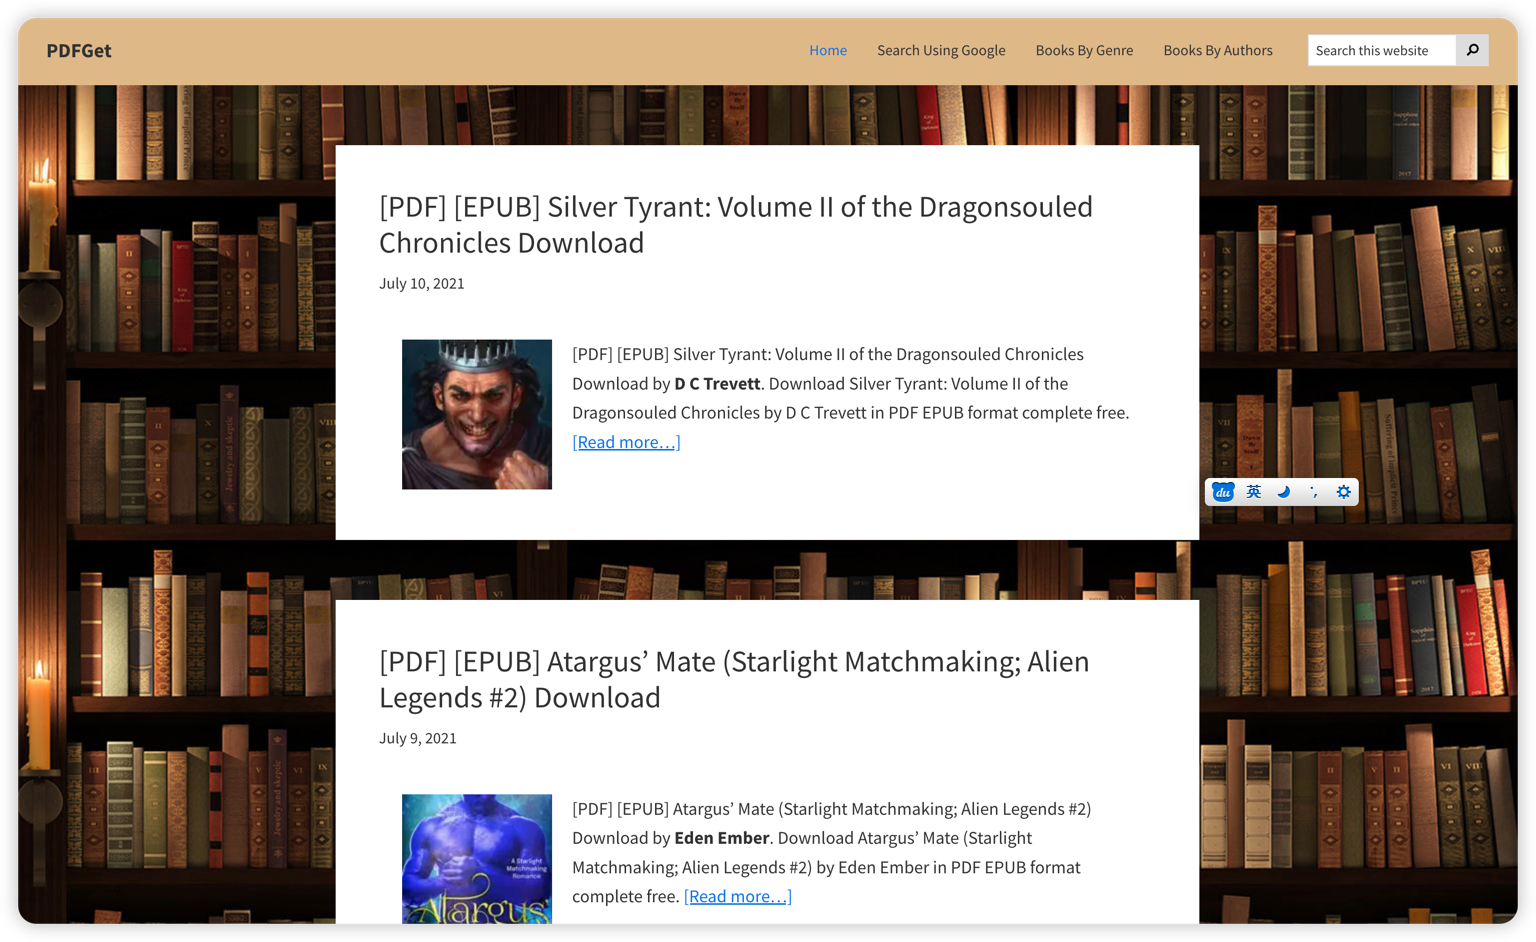 PDFGet
Home
Search Using Google
Books By Genre
Books By Authors
Search this website
[PDF] [EPUB] Silver Tyrant: Volume II of the Dragonsouled
Chronicles Download
July 10, 2021
[PDF] [EPUB] Silver Tyrant: Volume II of the Dragonsouled Chronicles
Download by D C Trevett. Download Silver Tyrant: Volume II of the
Dragonsouled Chronicles by D C Trevett in PDF EPUB format complete free.
[Read more…]
du 英
[PDF] [EPUB] Atargus’ Mate (Starlight Matchmaking; Alien
Legends #2) Download
July 9, 2021
A Starlight
Matchmaking
Romance
Atargus'
[PDF] [EPUB] Atargus’ Mate (Starlight Matchmaking; Alien Legends #2)
Download by Eden Ember. Download Atargus’ Mate (Starlight
Matchmaking; Alien Legends #2) by Eden Ember in PDF EPUB format
complete free. [Read more…]